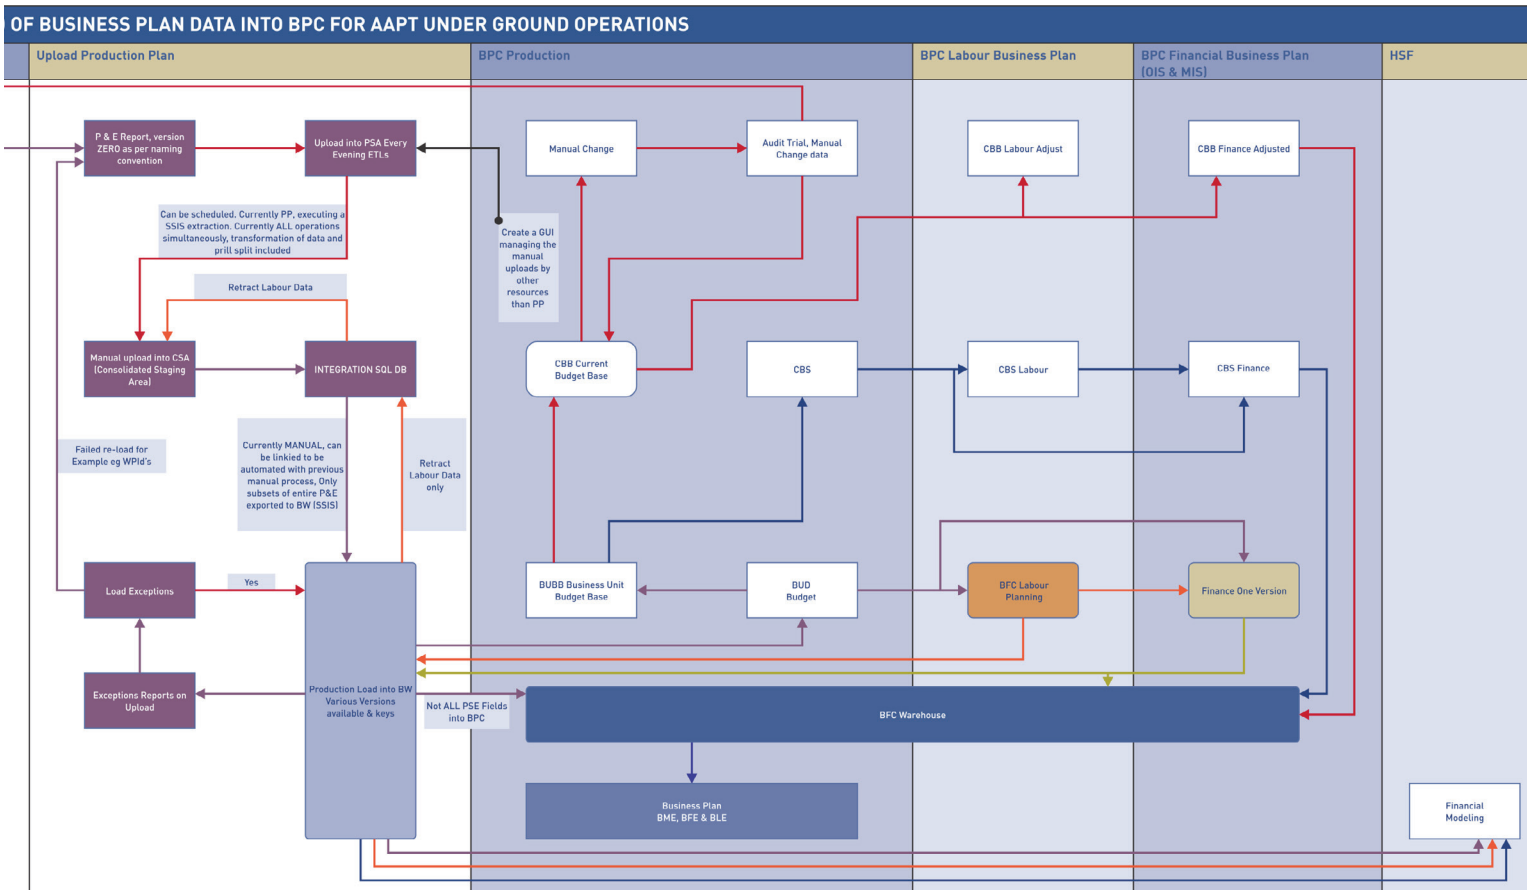 OF BUSINESS PLAN DATA INTO BPC FOR AAPT UNDER GROUND OPERATIONS
Upload Production Plan
BPC Production
BPC Labour Business Plan
BPC Financial Business Plan
(OIS & MIS)
HSF
P & E Report, version
ZERO as per naming
convention
Upload into PSA Every
Evening ETLs
Manual Change
Audit Trial, Manual
Change data
CBB Labour Adjust
CBB Finance Adjusted
Can be scheduled. Currently PP, executing a
SSIS extraction. Currently ALL operations
simultaneously, transformation of data and
prill split included
Create a GUI
managing the
manual
uploads by
other
resources
than PP
Retract Labour Data
Manual upload into CSA
(Consolidated Staging
Area)
INTEGRATION SQL DB
CBB Current
Budget Base
CBS
CBS Labour
CBS Finance
Failed re-load for
Example eg WPId's
Currently MANUAL, can
be linkied to be
automated with previous
manual process, Only
subsets of entire P&E
exported to BW (SSIS)
Retract
Labour Data
only
Load Exceptions
Yes
BUBB Business Unit
Budget Base
BUD
Budget
BFC Labour
Planning
Finance One Version
Exceptions Reports on
Upload
Production Load into BW
Various Versions
available & keys
Not ALL PSE Fields
into BPC
BFC Warehouse
Business Plan
BME, BFE & BLE
Financial
Modeling